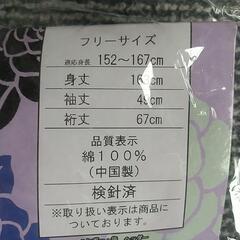 フリーサイズ
適応身長 152~167cm
身丈
袖丈 49cm
裄丈 67cm
品質表示
綿100%
(中国製)
検針済
※取り扱い表示は商品に
ついております。